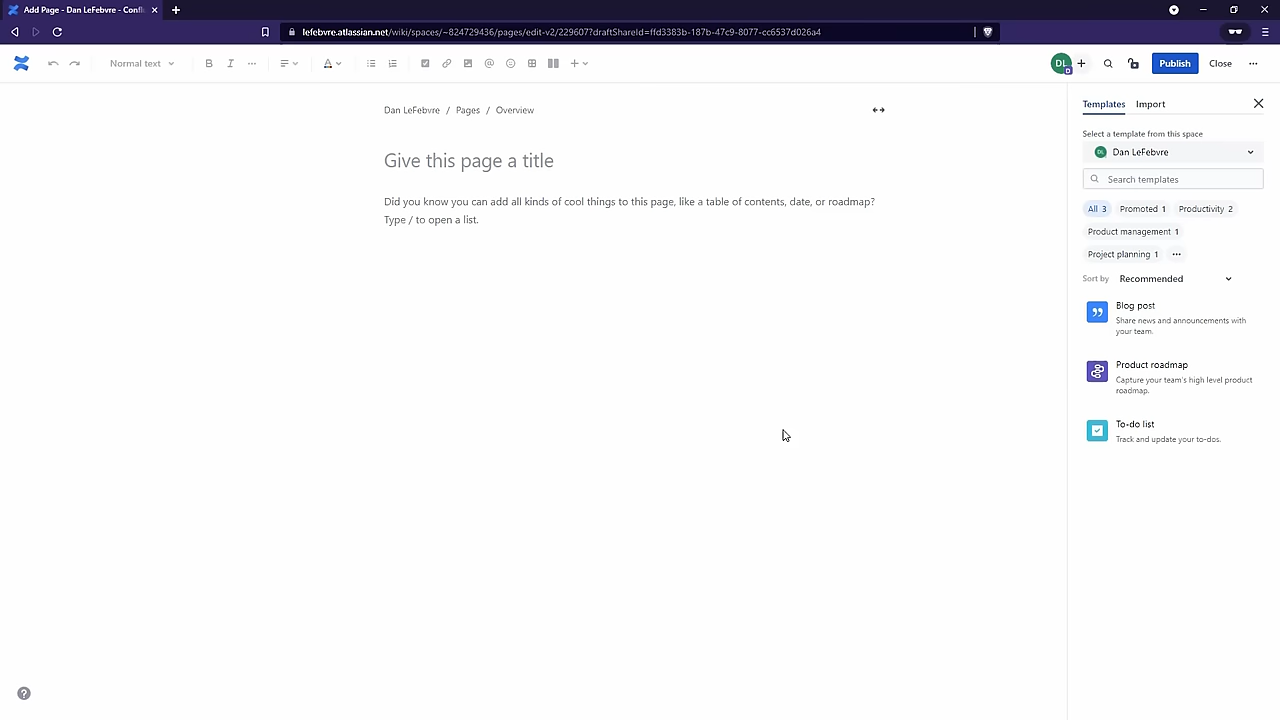 Add Page - Dan LeFebvre - Confl
lefebvre.atlassian.net/wiki/spaces/~824729436/pages/edit-v2/229607?draftShareId=ffd3383b-187b-47c9-8077-cc6537d026a4
Normal text
B
I
A
DL
D
Publish
Close
Dan LeFebvre / Pages / Overview
Give this page a title
Did you know you can add all kinds of cool things to this page, like a table of contents, date, or roadmap?
Type / to open a list.
Templates
Import
Select a template from this space
DL
Dan LeFebvre
Search templates
All 3
Promoted 1
Productivity 2
Product management 1
Project planning 1
Sort by
Recommended
Blog post
Share news and announcements with
your team.
Product roadmap
Capture your team's high level product
roadmap.
To-do list
Track and update your to-dos.
?